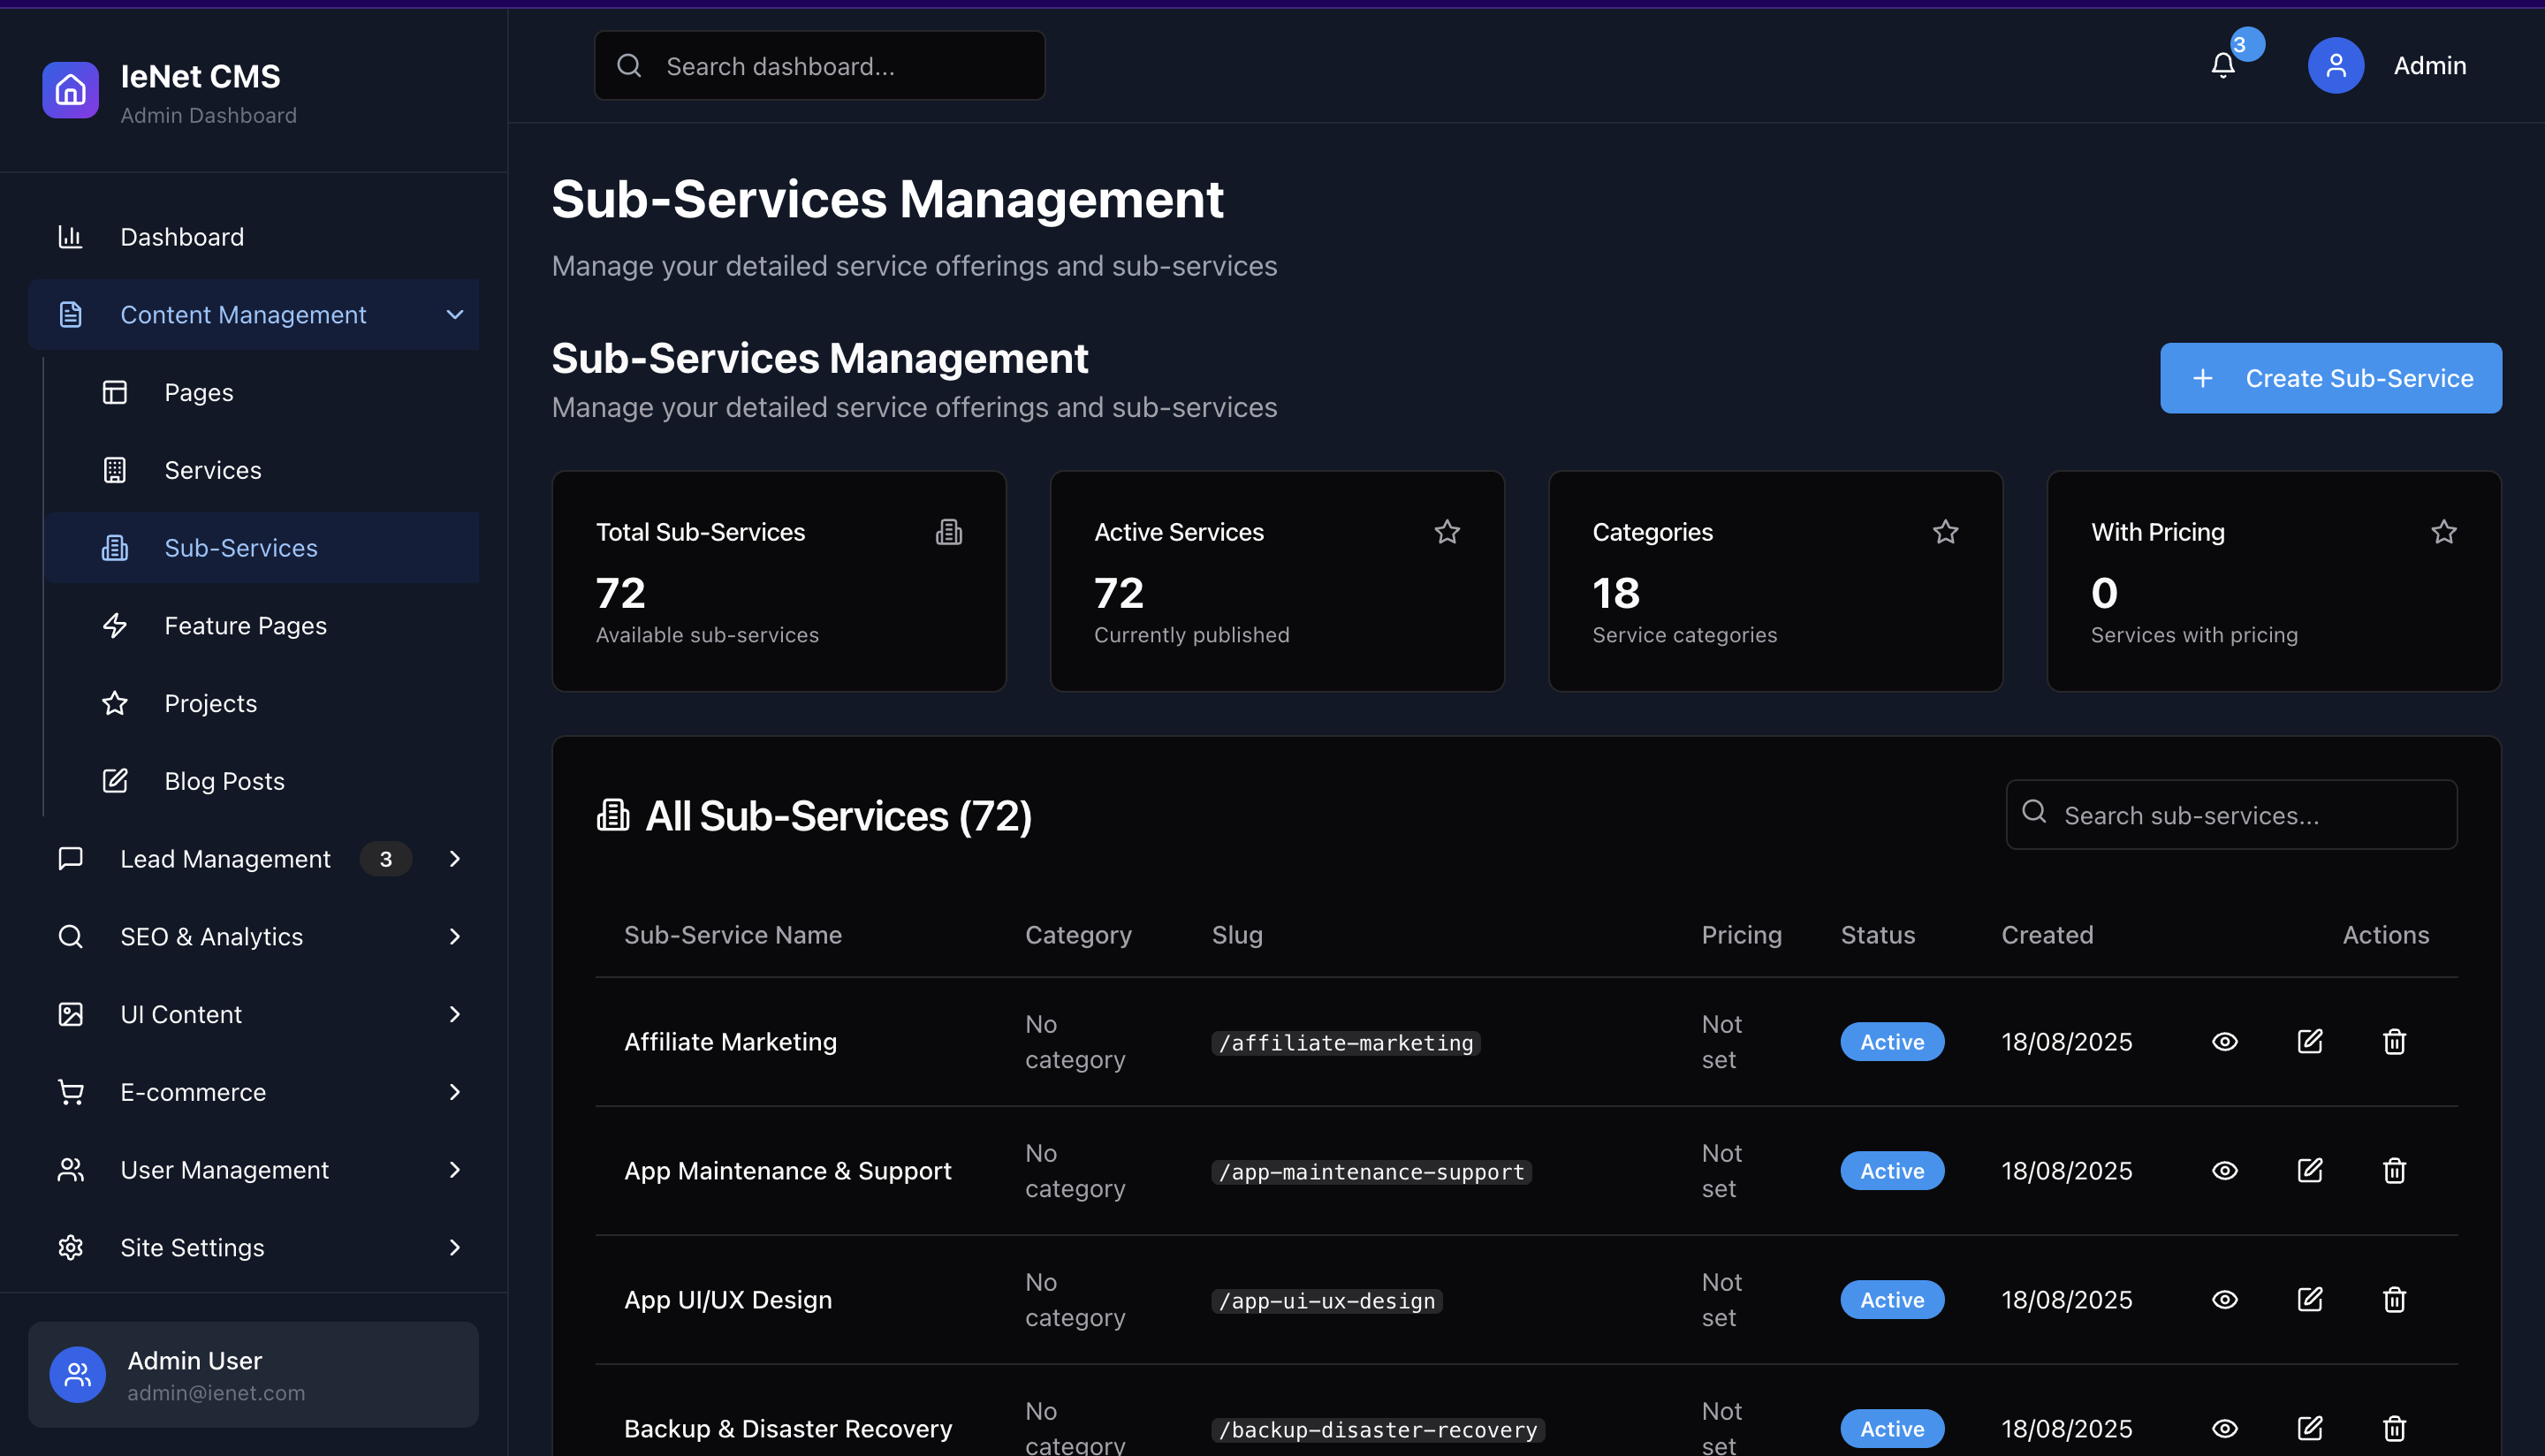 IeNet CMS
Admin Dashboard
Search dashboard...
3
Admin
Dashboard
Content Management
Pages
Services
Sub-Services
Feature Pages
Projects
Blog Posts
Lead Management 3
SEO & Analytics
UI Content
E-commerce
User Management
Site Settings
Admin User
admin@ienet.com
Sub-Services Management
Manage your detailed service offerings and sub-services
Sub-Services Management
Manage your detailed service offerings and sub-services
Create Sub-Service
Total Sub-Services
72
Available sub-services
Active Services
72
Currently published
Categories
18
Service categories
With Pricing
0
Services with pricing
All Sub-Services (72)
Search sub-services...
Sub-Service Name Category Slug Pricing Status Created Actions
Affiliate Marketing No category /affiliate-marketing Not set Active 18/08/2025
App Maintenance & Support No category /app-maintenance-support Not set Active 18/08/2025
App UI/UX Design No category /app-ui-ux-design Not set Active 18/08/2025
Backup & Disaster Recovery No category /backup-disaster-recovery Not set Active 18/08/2025